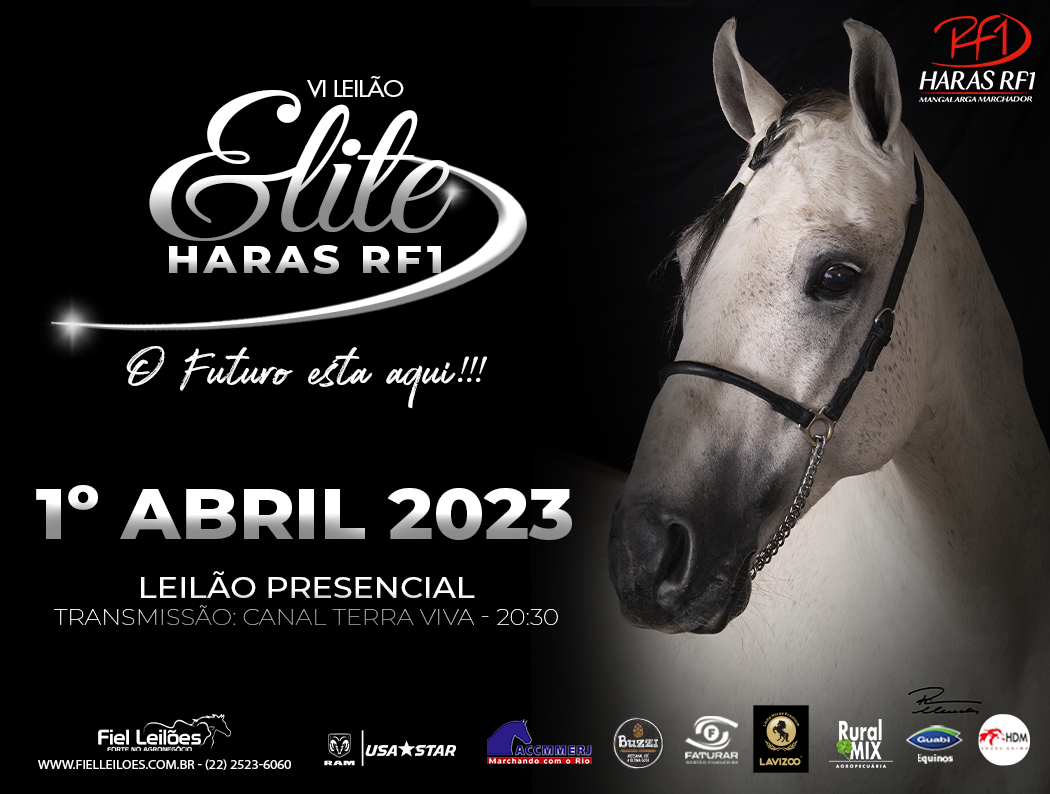 VI LEILÃO
Elite
HARAS RF1
O Futuro esta aqui!!!
1º ABRIL 2023
LEILÃO PRESENCIAL
TRANSMISSÃO: CANAL TERRA VIVA - 20:30
RF1
HARAS RF1
MANGALARGA MARCHADOR
Fiel Leilões
FORTE NO AGRONEGÓCIO
WWW.FIELLEILOES.COM.BR - (22) 2523-6060
RAM
USA★STAR
ACCMMERJ
Marchando com o Rio
BUZZI
FATURAR
LAVIZOO
Rural
MIX
AGROPECUÁRIA
Guabi
Equinos
HDM